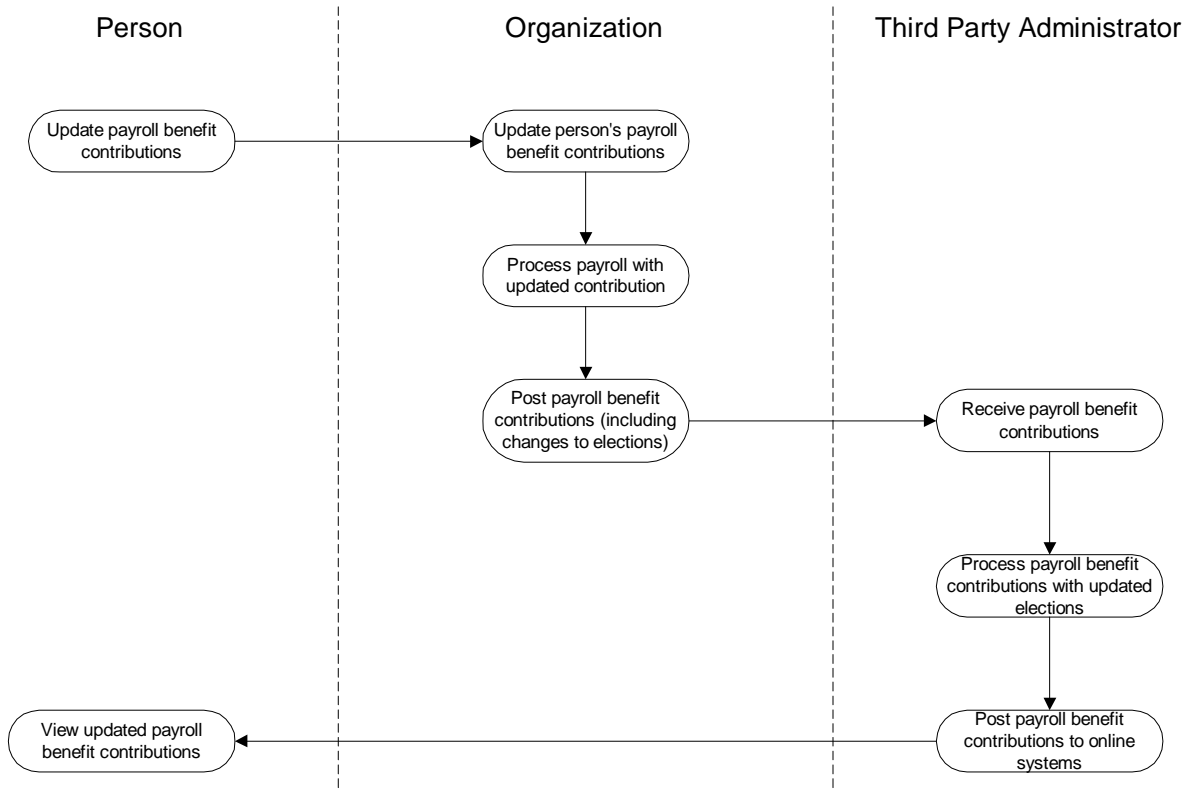 Person
Organization
Third Party Administrator
Update payroll benefit
contributions
Update person's payroll
benefit contributions
Process payroll with
updated contribution
Post payroll benefit
contributions (including
changes to elections)
Receive payroll benefit
contributions
Process payroll benefit
contributions with updated
elections
View updated payroll
benefit contributions
Post payroll benefit
contributions to online
systems